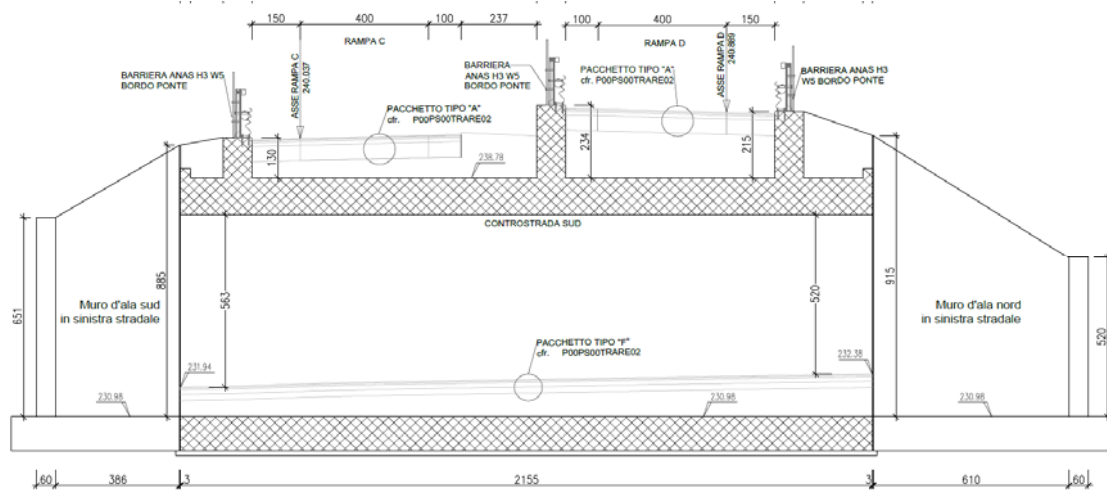 150 400 100 237 100 400 150
RAMPA C
RAMPA D
ASSE RAMPA C
240.037
ASSE RAMPA D
240.889
BARRIERA ANAS H3 W5
BORDO PONTE
BARRIERA
ANAS H3 W5
BORDO PONTE
PACCHETTO TIPO "A"
cfr. P00PS00TRARE02
BARRIERA ANAS H3
W5 BORDO PONTE
PACCHETTO TIPO "A"
cfr. P00PS00TRARE02
130
238.78
234
215
CONTROSTRADA SUD
651
885
563
520
915
520
Muro d'ala sud
in sinistra stradale
Muro d'ala nord
in sinistra stradale
PACCHETTO TIPO "F"
cfr. P00PS00TRARE02
231.94
232.38
230.98
230.98
230.98
60 386 3 2155 3 610 60